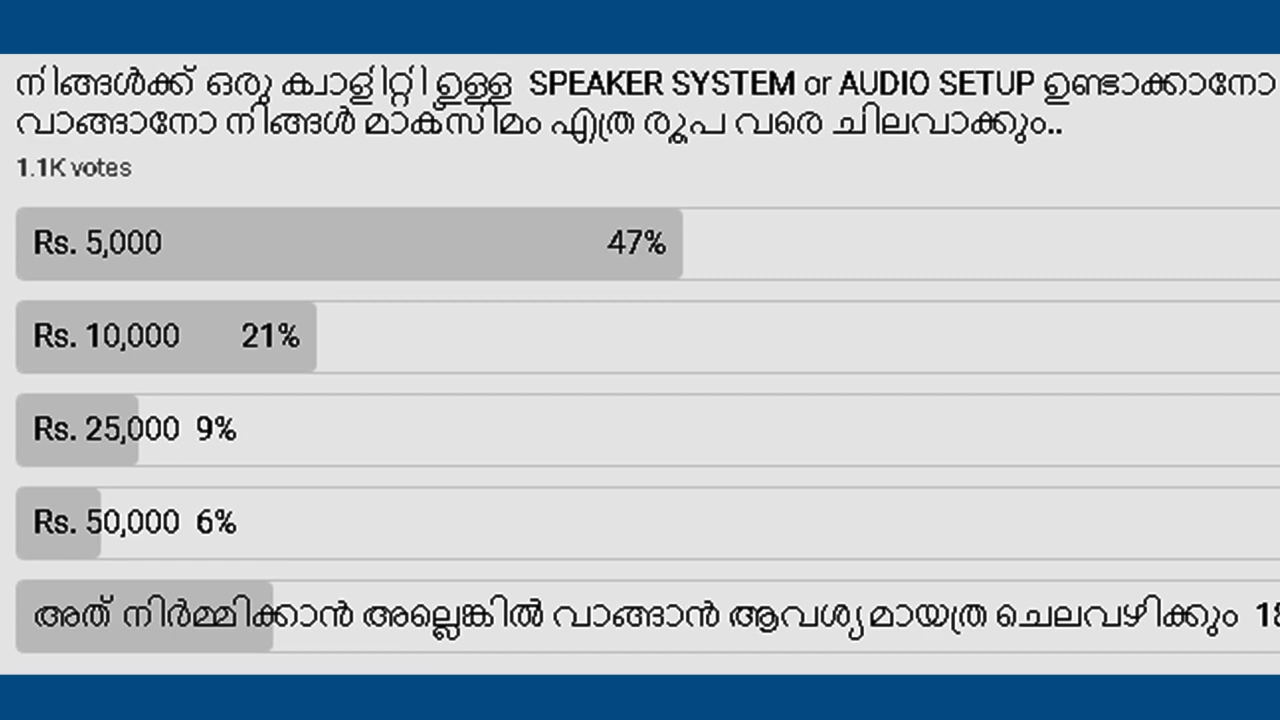 നിങ്ങൾക്ക് ഒരു ക്വാളിറ്റി ഉള്ള SPEAKER SYSTEM or AUDIO SETUP ഉണ്ടാക്കാനോ
വാങ്ങാനോ നിങ്ങൾ മാക്സിമം എത്ര രൂപ വരെ ചിലവാക്കും..
1.1K votes
Rs. 5,000 47%
Rs. 10,000 21%
Rs. 25,000 9%
Rs. 50,000 6%
അത് നിർമ്മിക്കാൻ അല്ലെങ്കിൽ വാങ്ങാൻ ആവശ്യമായത്ര ചെലവഴിക്കും